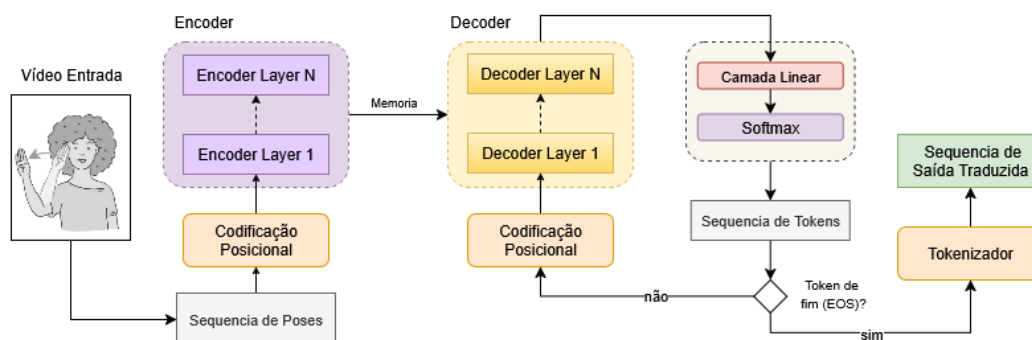 Vídeo Entrada
Encoder
Encoder Layer N
Encoder Layer 1
Codificação
Posicional
Sequencia de Poses
Memoria
Decoder
Decoder Layer N
Decoder Layer 1
Codificação
Posicional
Camada Linear
Softmax
Sequencia de Tokens
Token de
fim (EOS)?
não
sim
Tokenizador
Sequencia de
Saída Traduzida